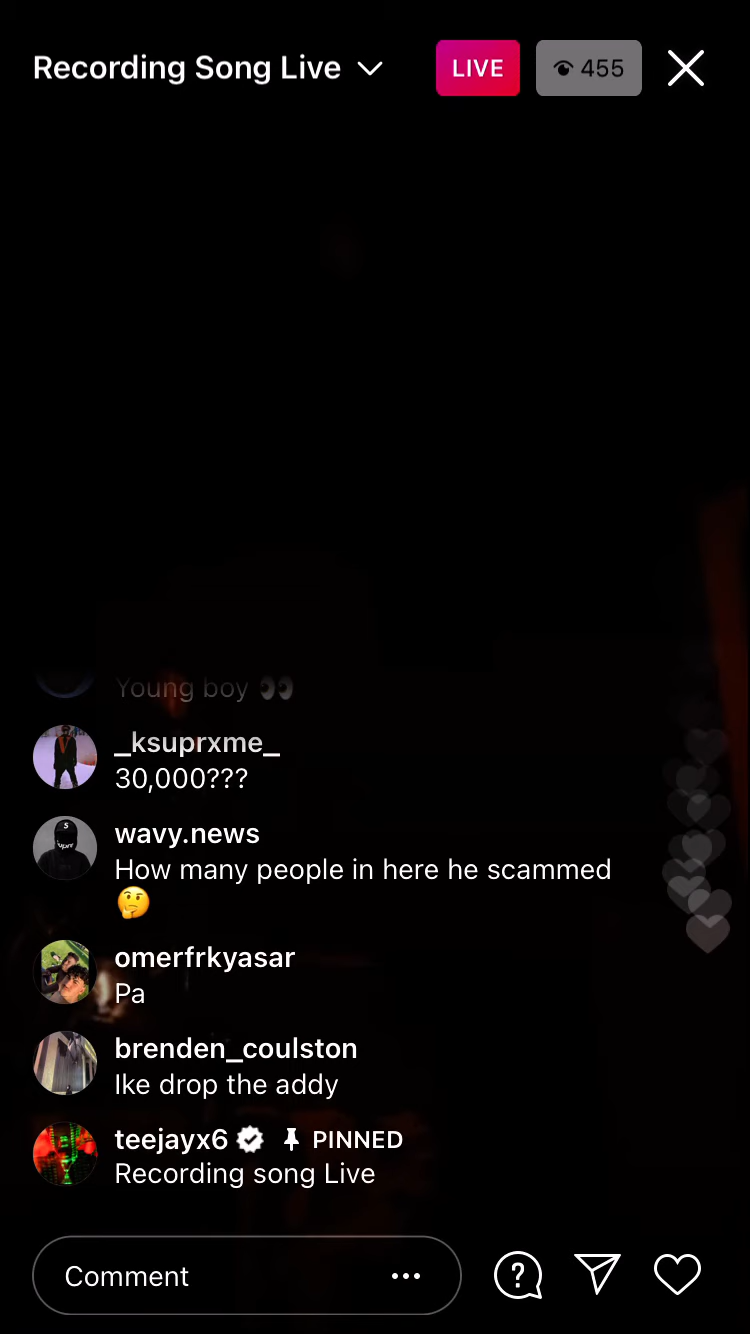 Recording Song Live
LIVE
455
Young boy 👀
_ksuprxme_
30,000???
wavy.news
How many people in here he scammed
🤔
omerfrkyasar
Pa
brenden_coulston
Ike drop the addy
teejayx6 PINNED
Recording song Live
Comment